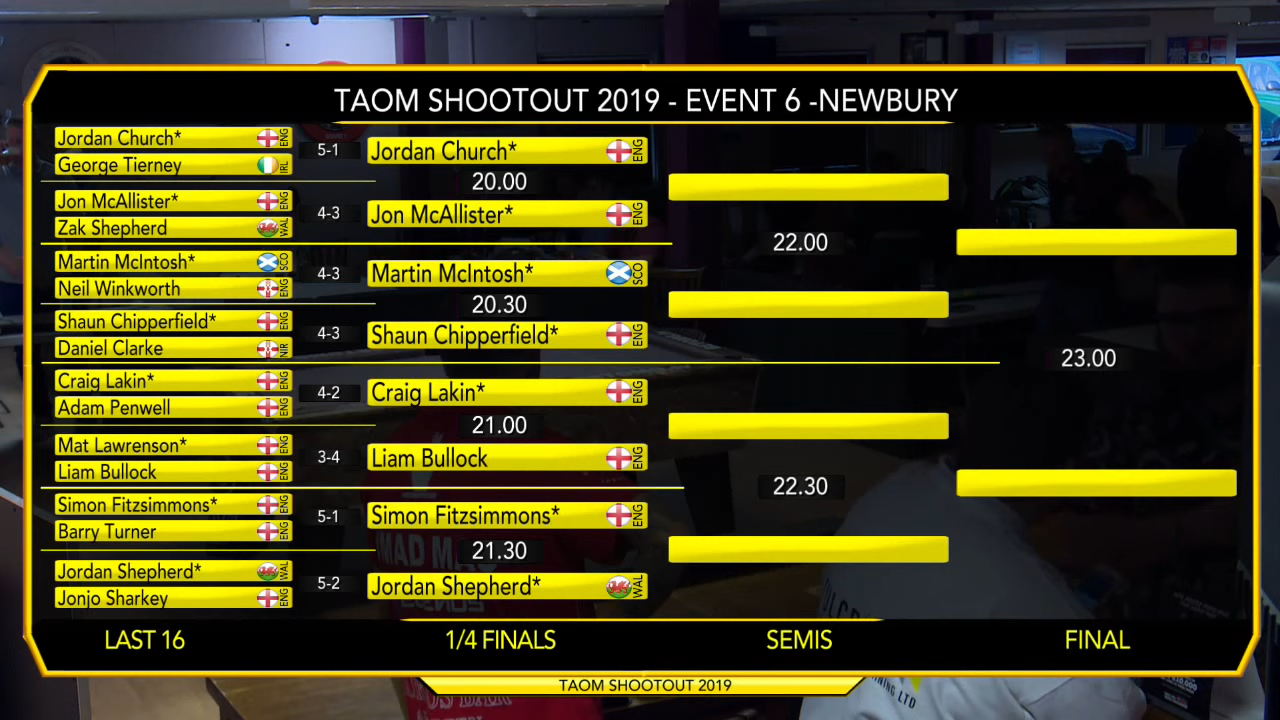 TAOM SHOOTOUT 2019 - EVENT 6 -NEWBURY
Jordan Church* ENG
George Tierney IRL
5-1
Jon McAllister* ENG
Zak Shepherd WAL
4-3
Martin McIntosh* SCO
Neil Winkworth ENG
4-3
Shaun Chipperfield* ENG
Daniel Clarke NIR
4-3
Craig Lakin* ENG
Adam Penwell ENG
4-2
Mat Lawrenson* ENG
Liam Bullock ENG
3-4
Simon Fitzsimmons* ENG
Barry Turner ENG
5-1
Jordan Shepherd* WAL
Jonjo Sharkey ENG
5-2
LAST 16
Jordan Church* ENG
20.00
Jon McAllister* ENG
Martin McIntosh* SCO
20.30
Shaun Chipperfield* ENG
Craig Lakin* ENG
21.00
Liam Bullock ENG
Simon Fitzsimmons* ENG
21.30
Jordan Shepherd* WAL
1/4 FINALS
22.00
22.30
SEMIS
23.00
FINAL
TAOM SHOOTOUT 2019
MAD
NING LTD